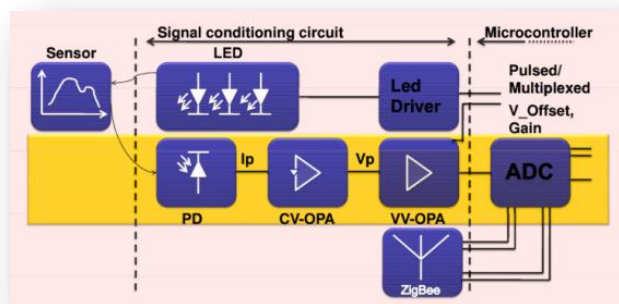 Signal conditioning circuit
Microcontroller
Sensor
LED
Led
Driver
Pulsed/
Multiplexed
V_Offset,
Gain
Ip
Vp
ADC
PD
CV-OPA
VV-OPA
ZigBee